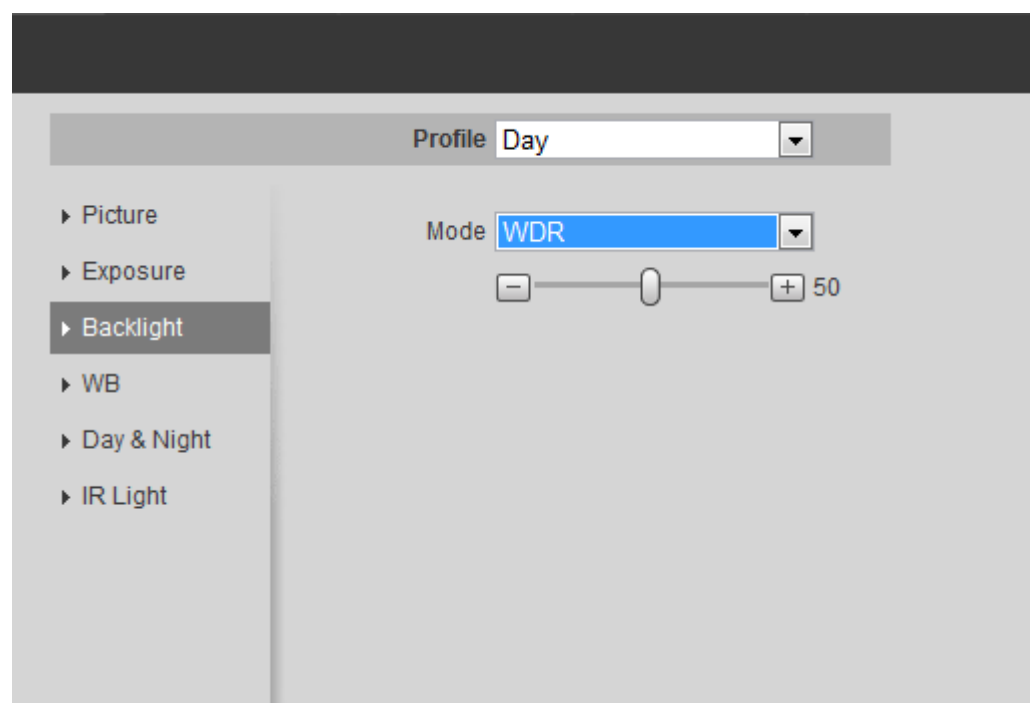 Profile Day
Picture
Mode WDR
Exposure
50
Backlight
WB
Day & Night
IR Light